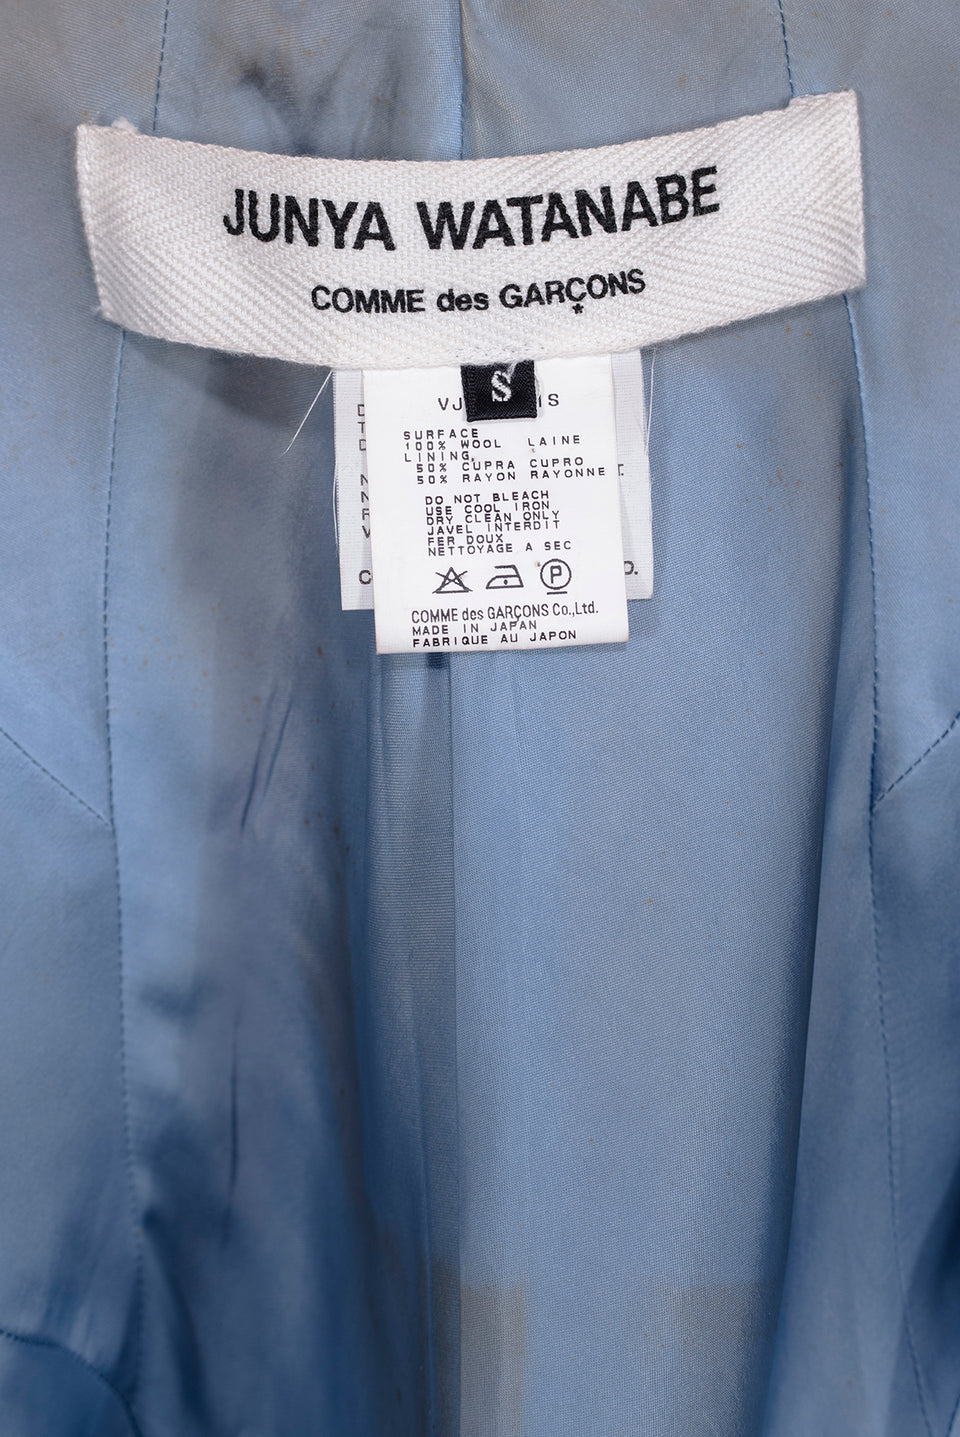 JUNYA WATANABE
COMME des GARÇONS
S
VJ
SURFACE
100% WOOL LAINE
LINING
50% CUPRA CUPRO
50% RAYON RAYONNE
DO NOT BLEACH
USE COOL IRON
DRY CLEAN ONLY
JAVEL INTERDIT
FER DOUX
NETTOYAGE A SEC
P
COMME des GARÇONS Co.,Ltd.
MADE IN JAPAN
FABRIQUE AU JAPON